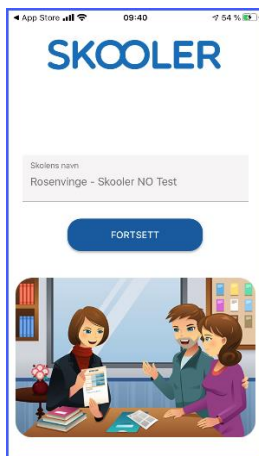 App Store 09:40 54 %
SKOOLER
Skolens navn
Rosenvinge - Skooler NO Test
FORTSETT